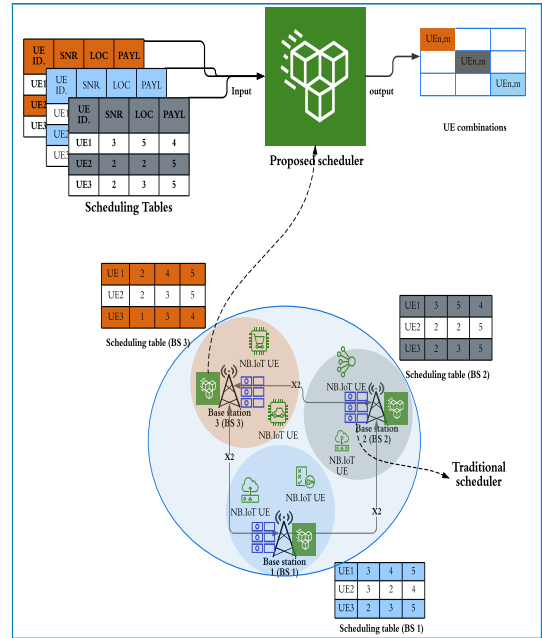 UE ID. SNR LOC PAYL
UE1
UE2
UE3
UE ID. SNR LOC PAYL
UE1
UE2
UE3
UE ID. SNR LOC PAYL
UE1 3 5 4
UE2 2 2 5
UE3 2 3 5
Scheduling Tables
Input
Proposed scheduler
output
UEn,m
UEn,m
UEn,m
UE combinations
UE 1 2 4 5
UE2 2 3 5
UE3 1 3 4
Scheduling table (BS 3)
UE1 3 5 4
UE2 2 2 5
UE3 2 3 5
Scheduling table (BS 2)
NB.IoT UE
X2
Base station
3 (BS 3)
NB.IoT UE
NB.IoT UE
Base station
2 (BS 2)
NB.IoT
UE
X2
Traditional
scheduler
NB.IoT UE
NB.IoT UE
X2
Base station
1 (BS 1)
UE1 3 4 5
UE2 3 2 4
UE3 2 3 5
Scheduling table (BS 1)